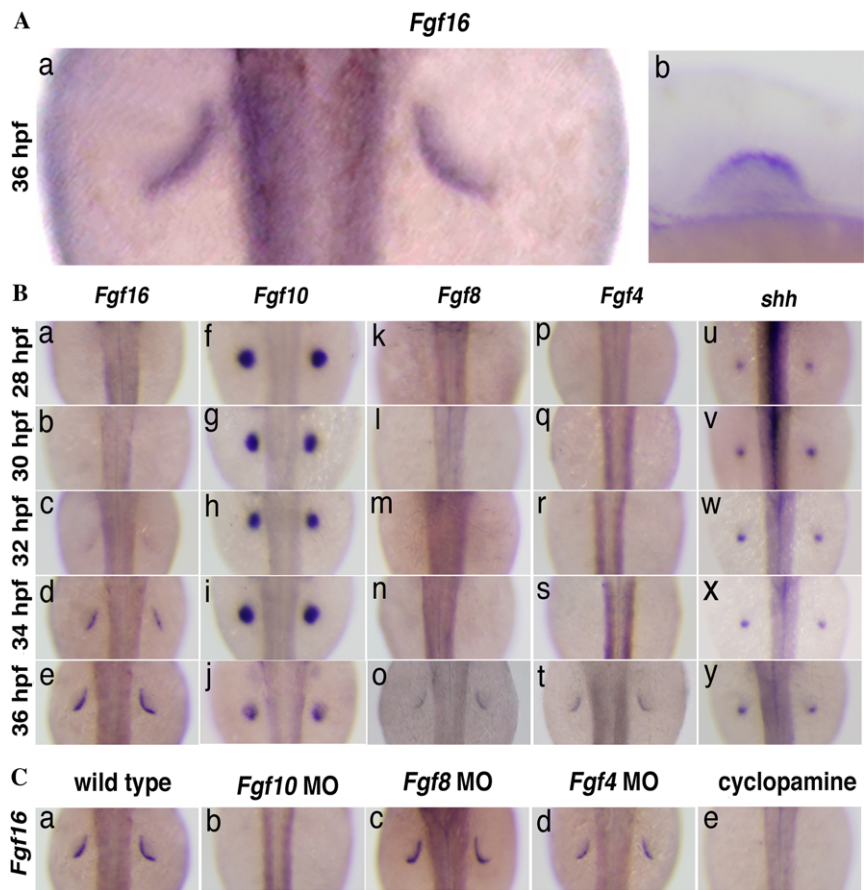 A
Fgf16
36 hpf
a
b
B
Fgf16 Fgf10 Fgf8 Fgf4 shh
28 hpf
a f k p u
30 hpf
b g l q v
32 hpf
c h m r w
34 hpf
d i n s x
36 hpf
e j o t y
C
wild type Fgf10 MO Fgf8 MO Fgf4 MO cyclopamine
Fgf16
a b c d e